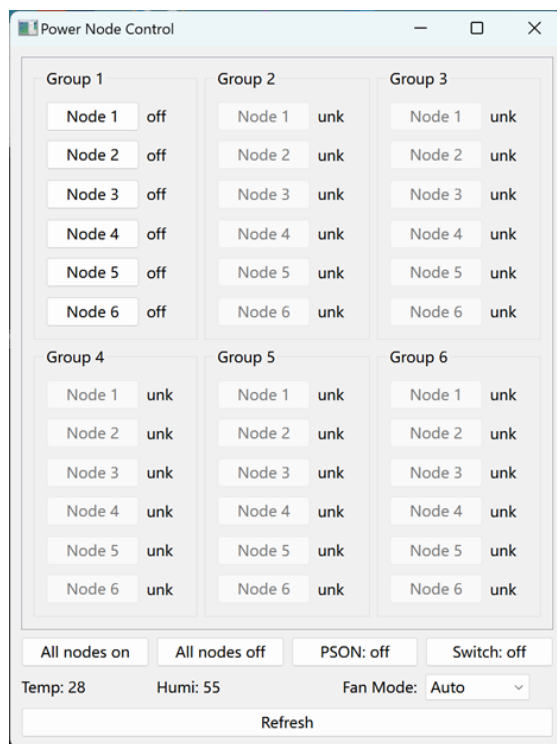 Power Node Control
Group 1 Group 2 Group 3
Node 1 off Node 1 unk Node 1 unk
Node 2 off Node 2 unk Node 2 unk
Node 3 off Node 3 unk Node 3 unk
Node 4 off Node 4 unk Node 4 unk
Node 5 off Node 5 unk Node 5 unk
Node 6 off Node 6 unk Node 6 unk
Group 4 Group 5 Group 6
Node 1 unk Node 1 unk Node 1 unk
Node 2 unk Node 2 unk Node 2 unk
Node 3 unk Node 3 unk Node 3 unk
Node 4 unk Node 4 unk Node 4 unk
Node 5 unk Node 5 unk Node 5 unk
Node 6 unk Node 6 unk Node 6 unk
All nodes on All nodes off PSON: off Switch: off
Temp: 28 Humi: 55 Fan Mode: Auto
Refresh